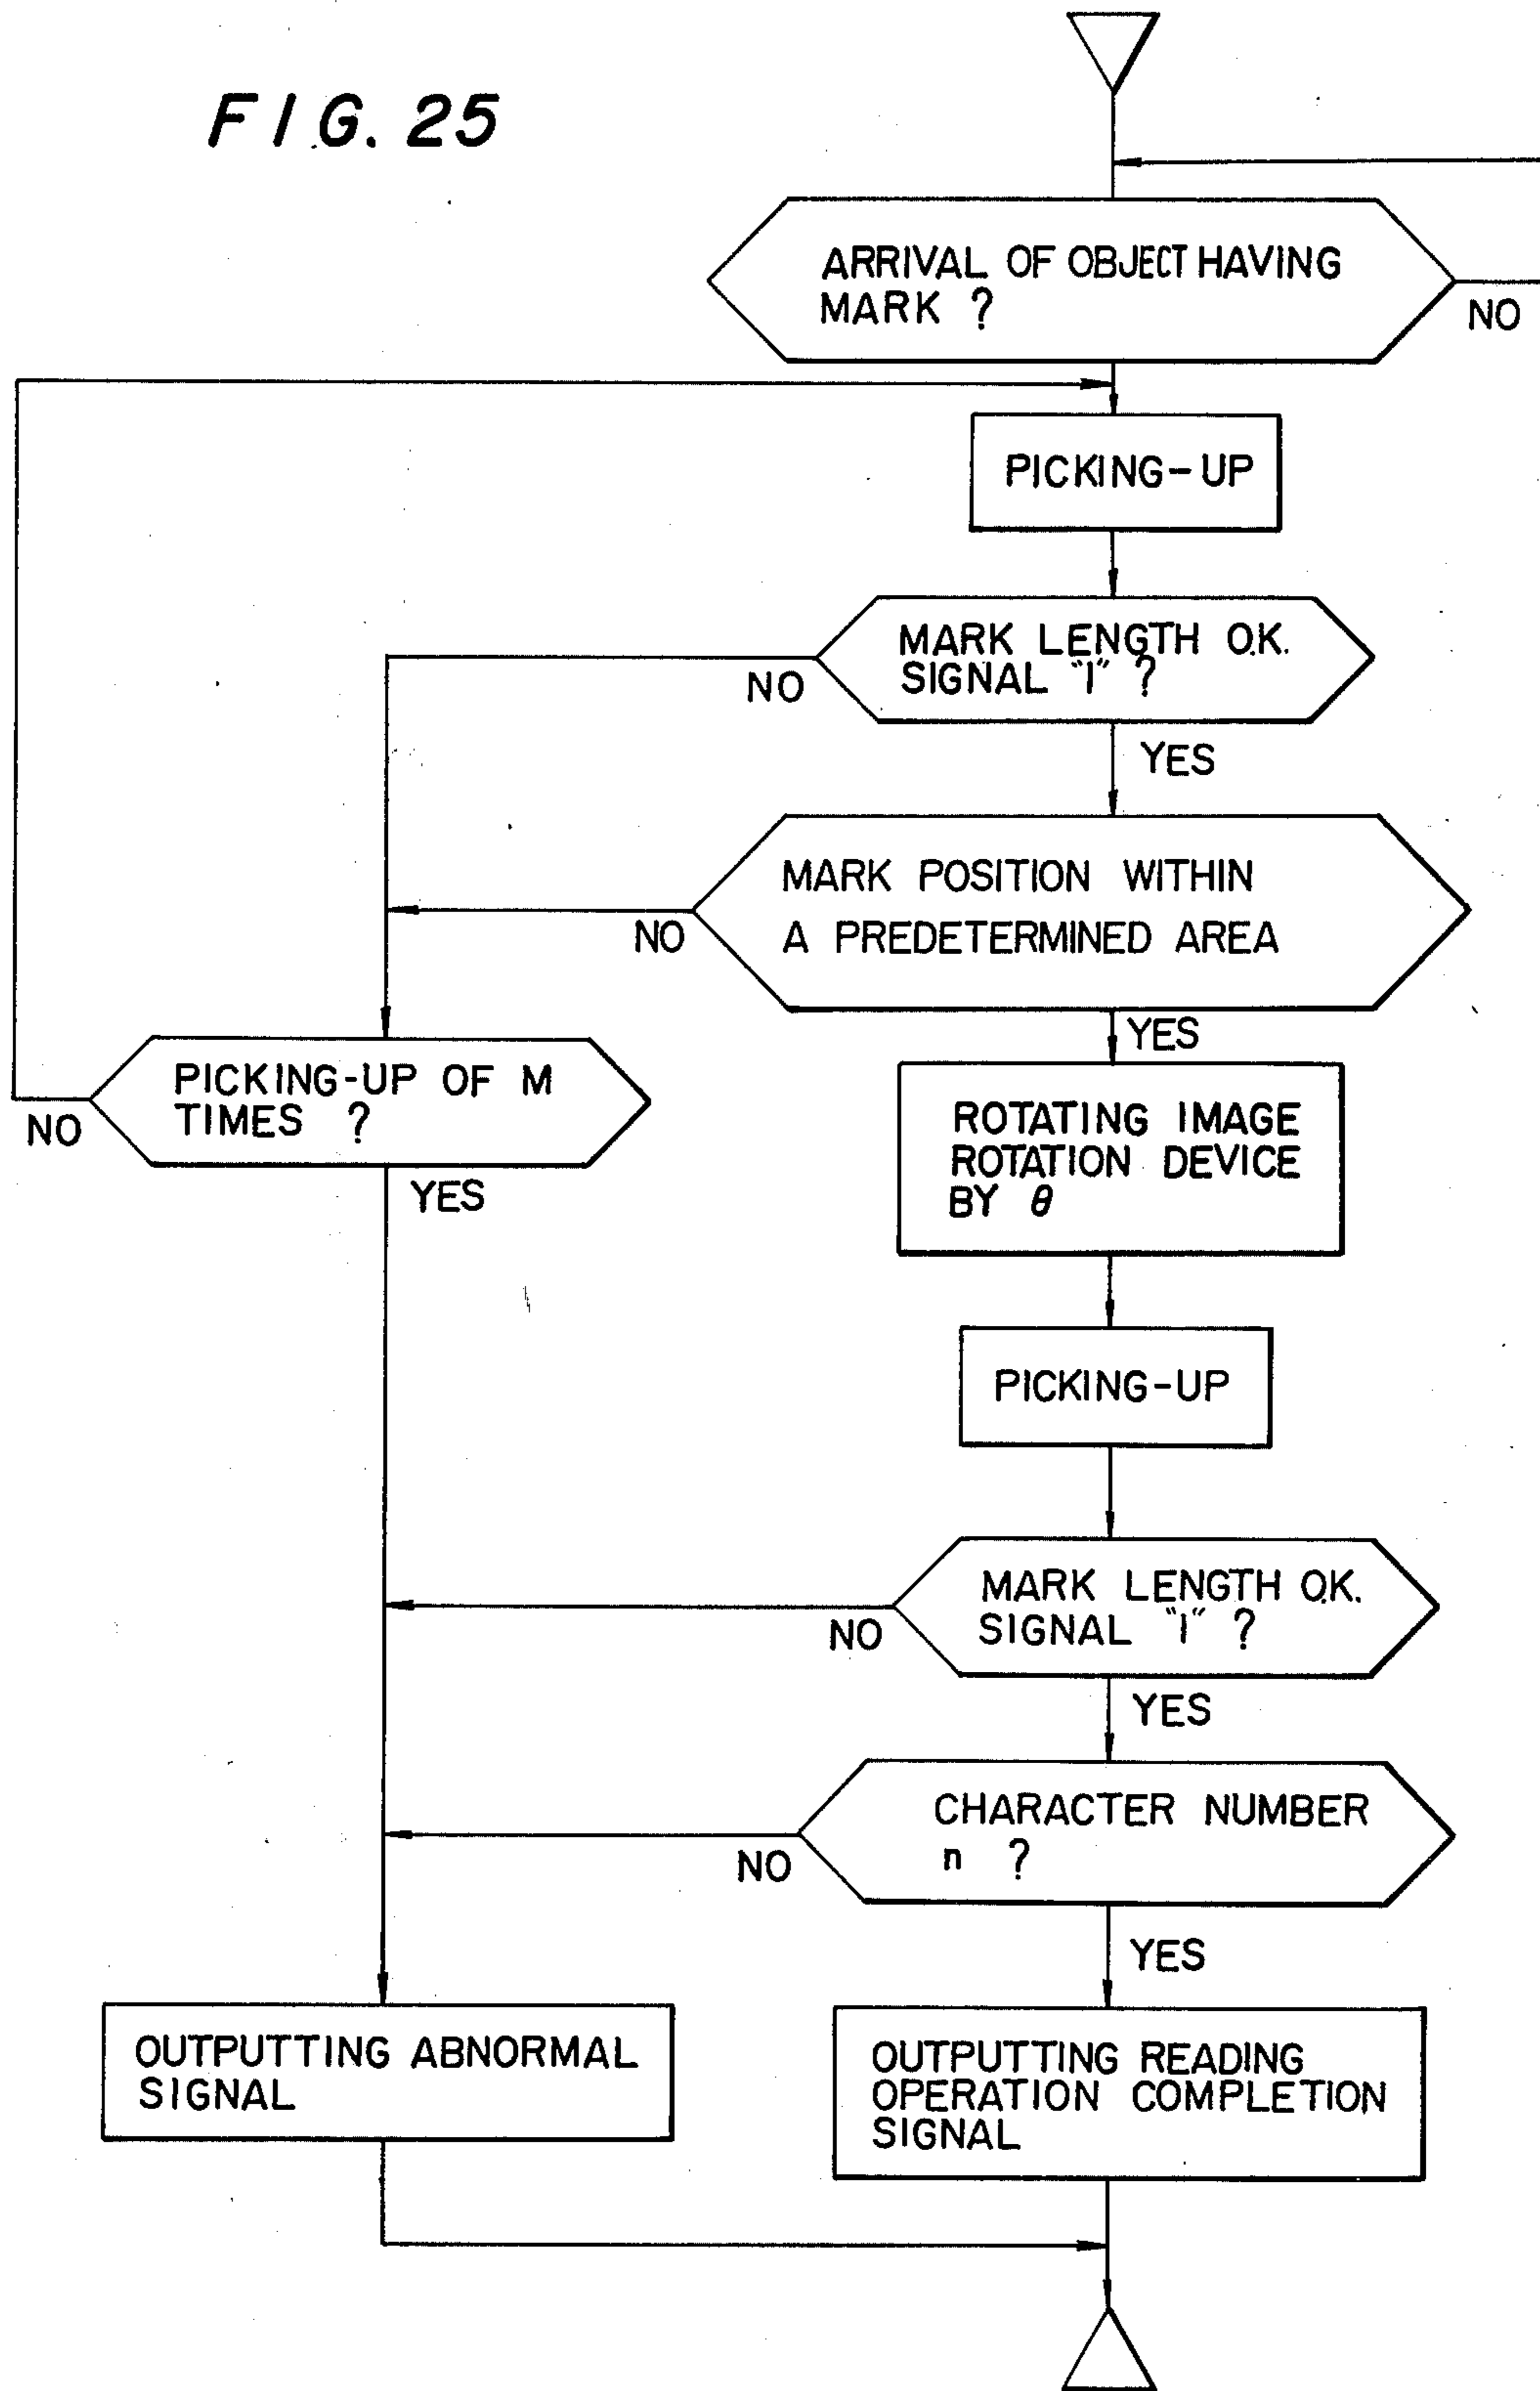 FIG. 25
ARRIVAL OF OBJECT HAVING
MARK ?
NO
PICKING-UP
MARK LENGTH O.K.
SIGNAL "1" ?
NO
YES
MARK POSITION WITHIN
A PREDETERMINED AREA
NO
YES
PICKING-UP OF M
TIMES ?
NO
YES
ROTATING IMAGE
ROTATION DEVICE
BY θ
PICKING-UP
MARK LENGTH O.K.
SIGNAL "1" ?
NO
YES
CHARACTER NUMBER
n ?
NO
YES
OUTPUTTING ABNORMAL
SIGNAL
OUTPUTTING READING
OPERATION COMPLETION
SIGNAL